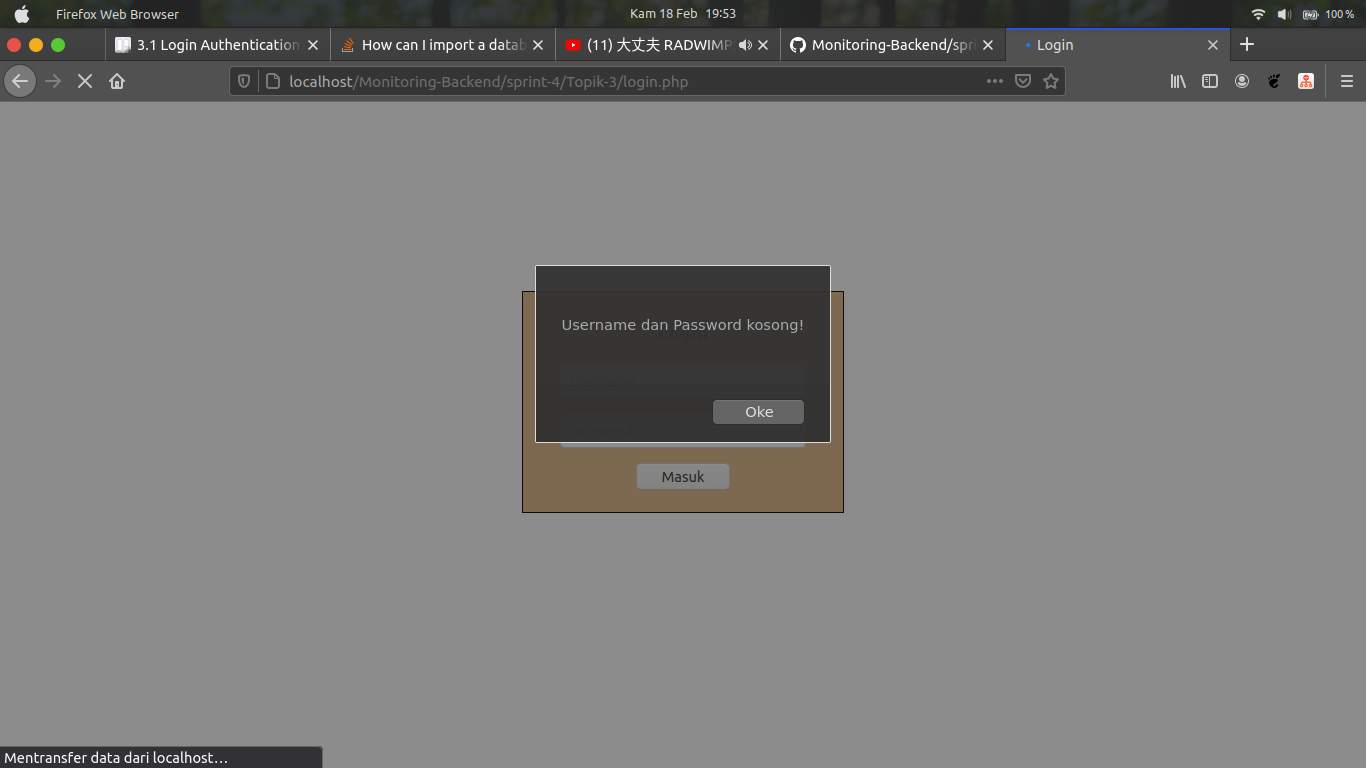 Firefox Web Browser
Kam 18 Feb 19:53
100 %
3.1 Login Authentication
How can I import a datab
(11) 大丈夫 RADWIMP
Monitoring-Backend/spri
Login
localhost/Monitoring-Backend/sprint-4/Topik-3/login.php
Username dan Password kosong!
Oke
Masuk
Mentransfer data dari localhost…